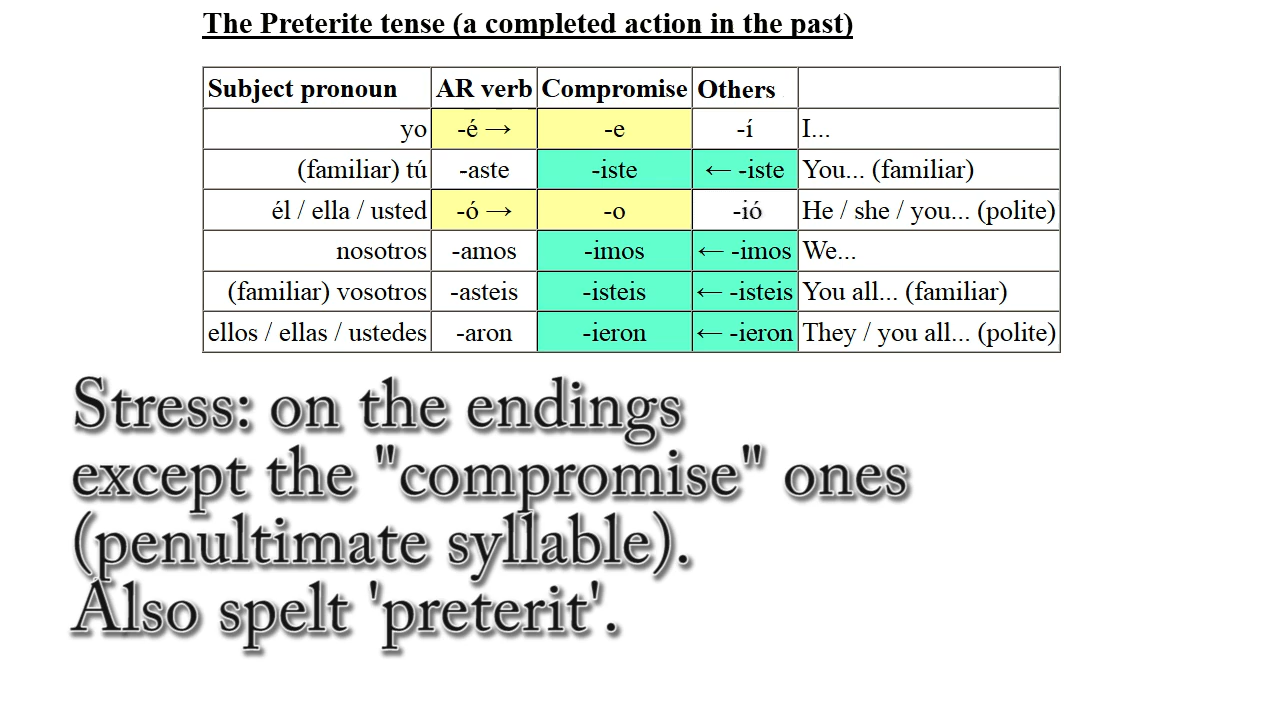 The Preterite tense (a completed action in the past)
Subject pronoun AR verb Compromise Others
yo -é → -e -í I...
(familiar) tú -aste -iste ← -iste You... (familiar)
él / ella / usted -ó → -o -ió He / she / you... (polite)
nosotros -amos -imos ← -imos We...
(familiar) vosotros -asteis -isteis ← -isteis You all... (familiar)
ellos / ellas / ustedes -aron -ieron ← -ieron They / you all... (polite)
Stress: on the endings
except the "compromise" ones
(penultimate syllable).
Also spelt 'preterit'.